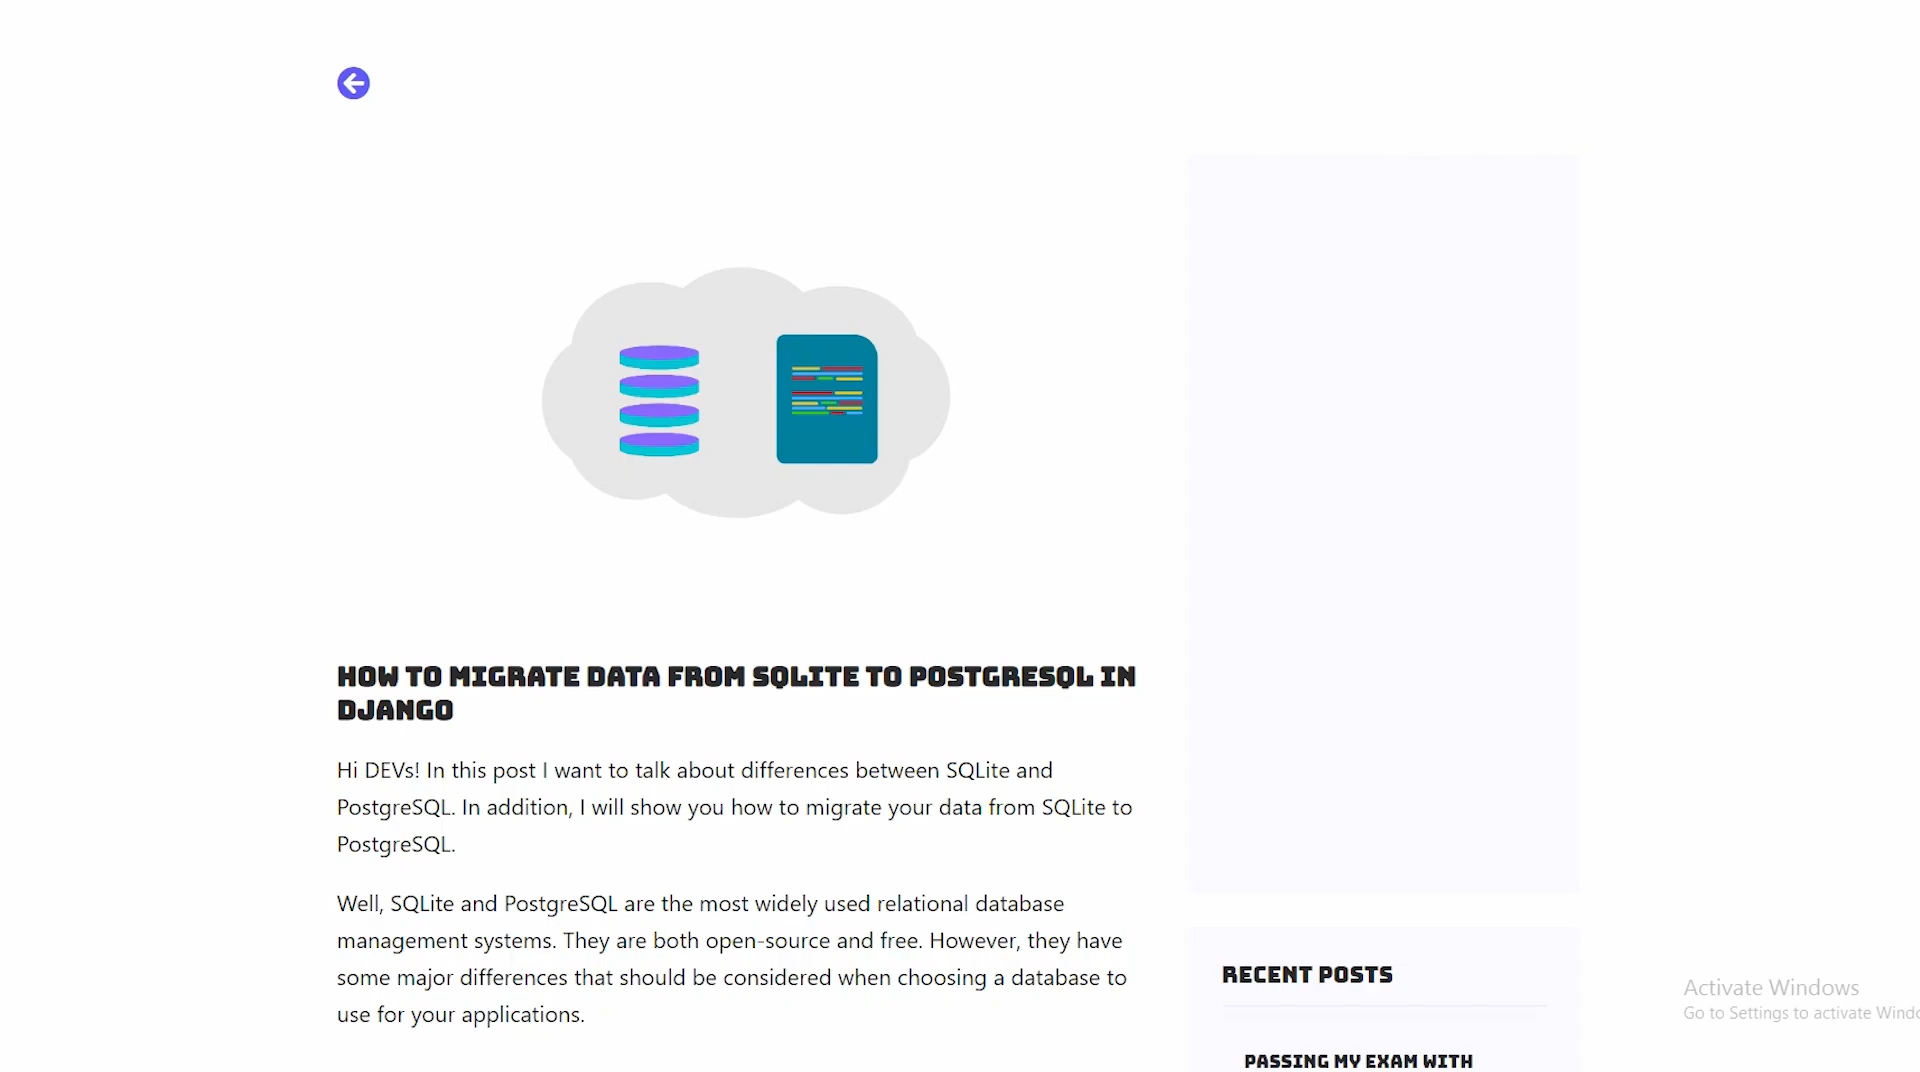 HOW TO MIGRATE DATA FROM SQLITE TO POSTGRESQL IN
DJANGO
Hi DEVs! In this post I want to talk about differences between SQLite and
PostgreSQL. In addition, I will show you how to migrate your data from SQLite to
PostgreSQL.
Well, SQLite and PostgreSQL are the most widely used relational database
management systems. They are both open-source and free. However, they have
some major differences that should be considered when choosing a database to
use for your applications.
RECENT POSTS
PASSING MY EXAM WITH
Activate Windows
Go to Settings to activate Windo